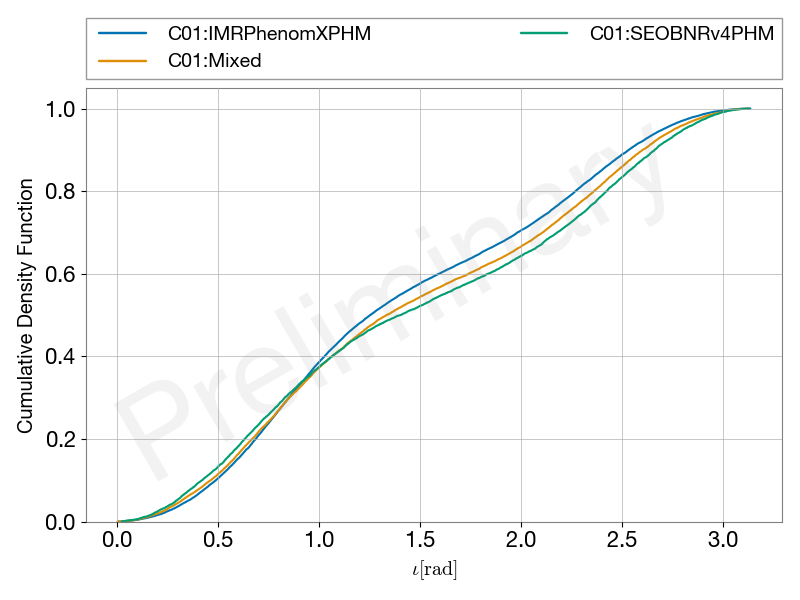 C01:IMRPhenomXPHM
C01:Mixed
C01:SEOBNRv4PHM
Preliminary
Cumulative Density Function
1.0
0.8
0.6
0.4
0.2
0.0
0.0 0.5 1.0 1.5 2.0 2.5 3.0
ι[rad]